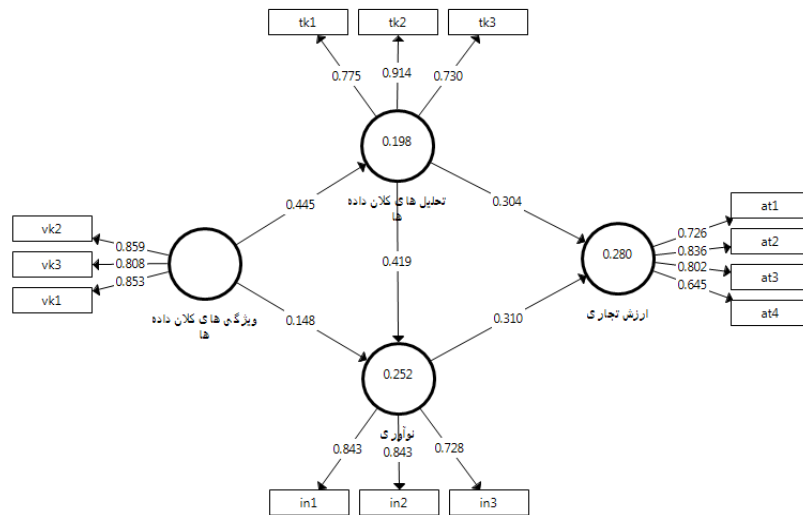 tk1
tk2
tk3
0.775
0.914
0.730
0.198
تحلیل های کلان داده
ها
0.445
0.304
vk2
vk3
vk1
0.859
0.808
0.853
ویژگی های کلان داده
ها
0.419
0.148
0.310
0.280
ارزش تجاری
0.726
0.836
0.802
0.645
at1
at2
at3
at4
0.252
نوآوری
0.843
0.843
0.728
in1
in2
in3